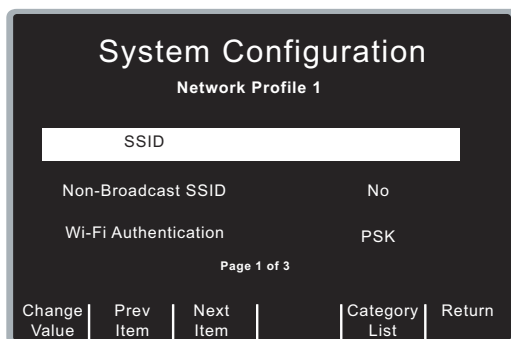 System Configuration
Network Profile 1
SSID
Non-Broadcast SSID No
Wi-Fi Authentication PSK
Page 1 of 3
Change Value Prev Item Next Item Category List Return